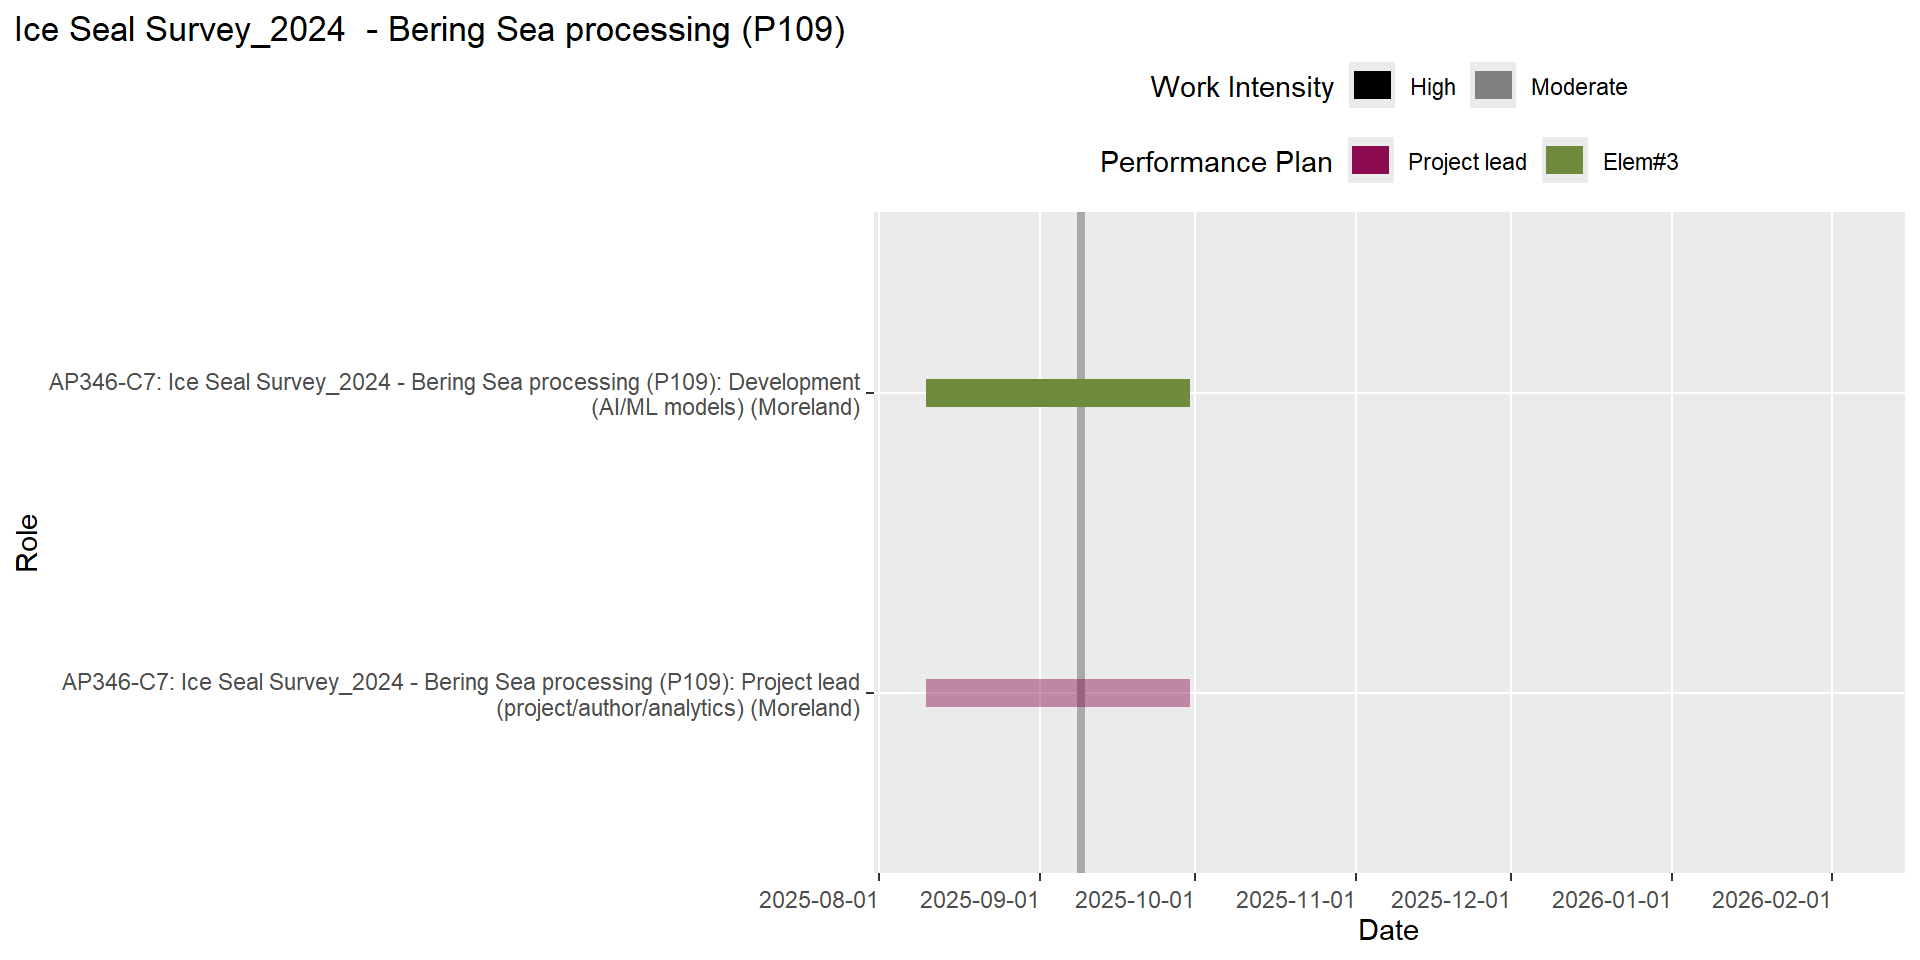 Ice Seal Survey_2024  - Bering Sea processing (P109)
Work Intensity High Moderate
Performance Plan Project lead Elem#3
AP346-C7: Ice Seal Survey_2024 - Bering Sea processing (P109): Development
(AI/ML models) (Moreland)
Role
AP346-C7: Ice Seal Survey_2024 - Bering Sea processing (P109): Project lead
(project/author/analytics) (Moreland)
2025-08-01 2025-09-01 2025-10-01 2025-11-01 2025-12-01 2026-01-01 2026-02-01
Date